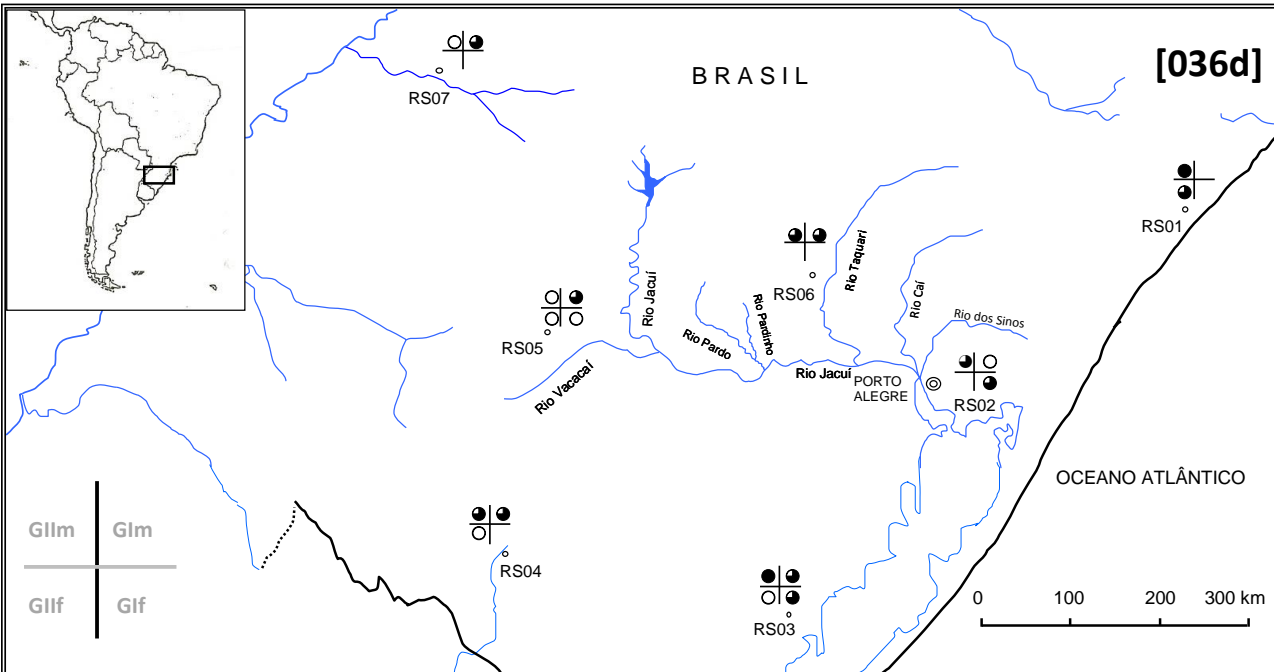 [036d]
BRASIL
RS07
RS01
Rio Taquari
RS06
Rio Caí
Rio Jacuí
Rio dos Sinos
RS05
Rio Pardo
Rio Pardinho
Rio Vacacaí
Rio Jacuí
PORTO
ALEGRE
RS02
OCEANO ATLÂNTICO
GIIm
GIm
GIIf
GIf
RS04
RS03
0 100 200 300 km